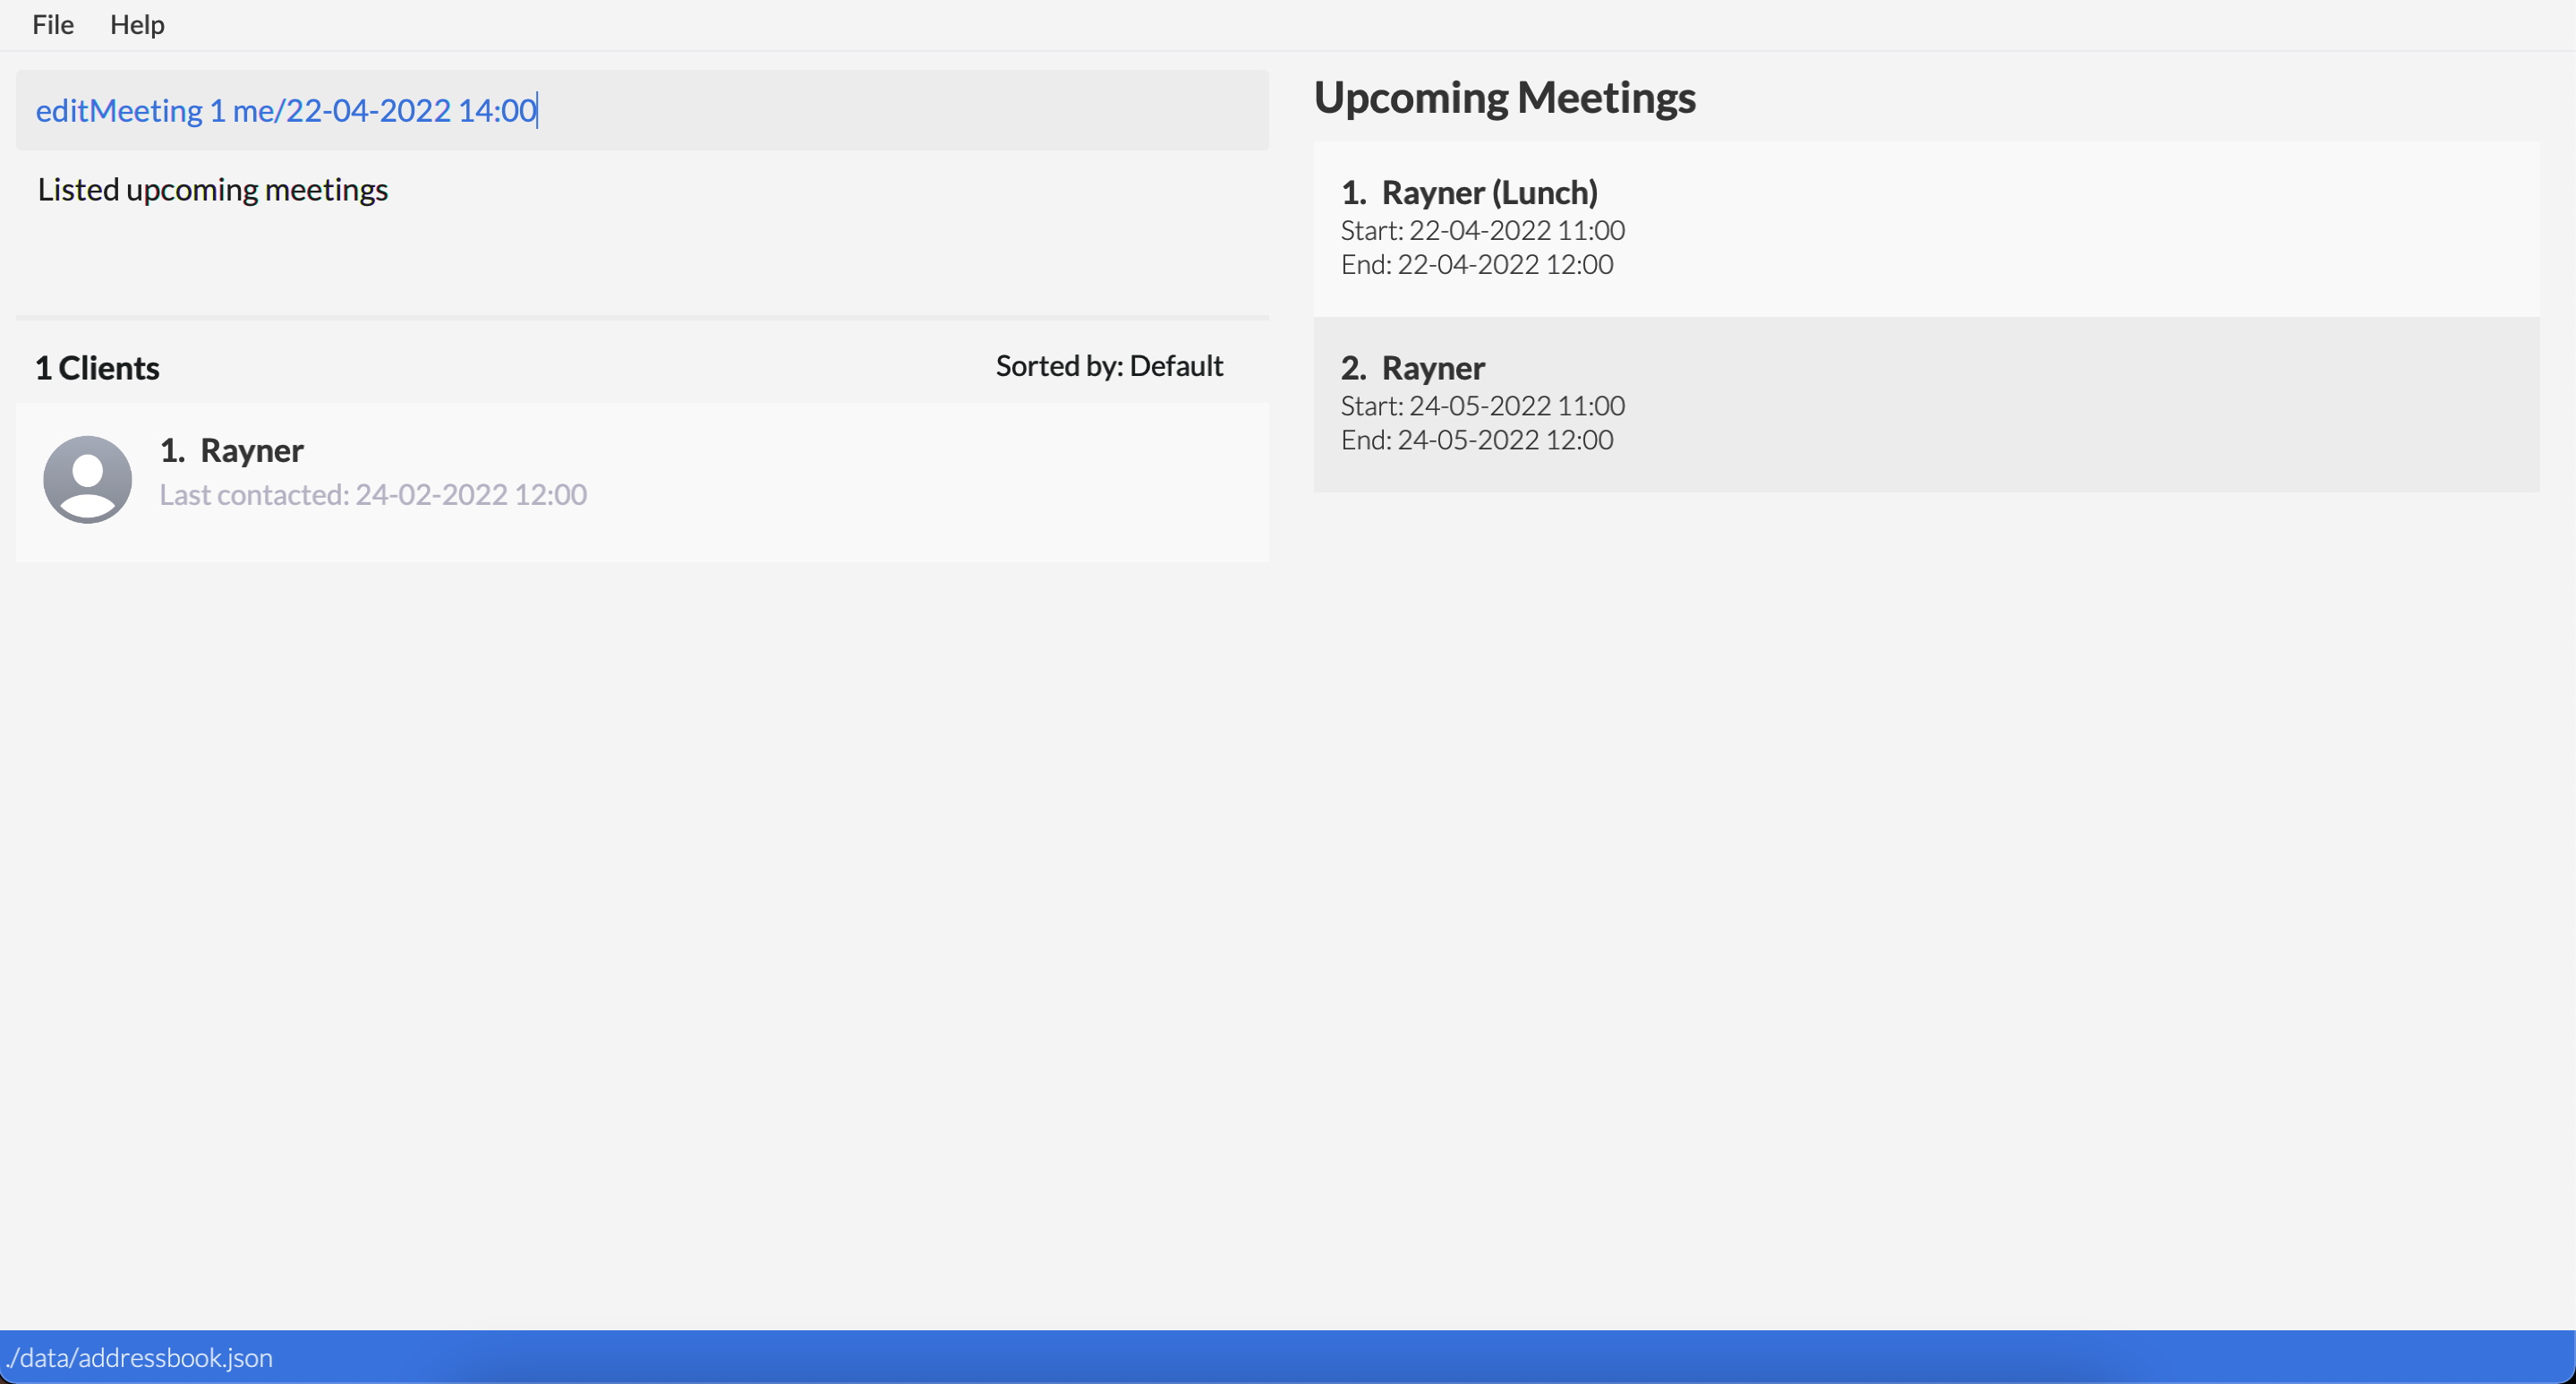 File Help
editMeeting 1 me/22-04-2022 14:00
Listed upcoming meetings
1 Clients
Sorted by: Default
1. Rayner
Last contacted: 24-02-2022 12:00
Upcoming Meetings
1. Rayner (Lunch)
Start: 22-04-2022 11:00
End: 22-04-2022 12:00
2. Rayner
Start: 24-05-2022 11:00
End: 24-05-2022 12:00
./data/addressbook.json